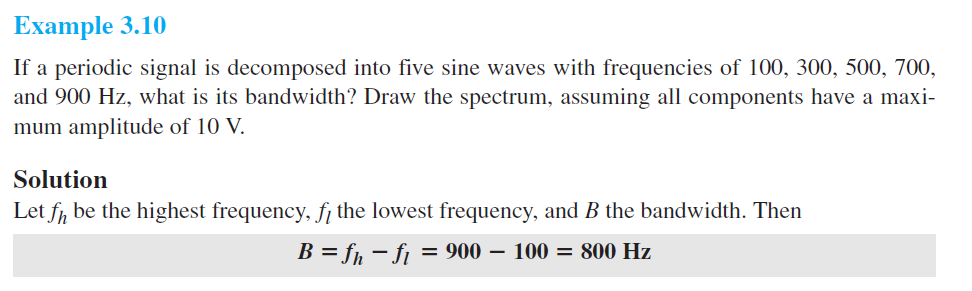 Example 3.10
If a periodic signal is decomposed into five sine waves with frequencies of 100, 300, 500, 700,
and 900 Hz, what is its bandwidth? Draw the spectrum, assuming all components have a maxi-
mum amplitude of 10 V.
Solution
Let fh be the highest frequency, fl the lowest frequency, and B the bandwidth. Then
B = fh − fl = 900 − 100 = 800 Hz